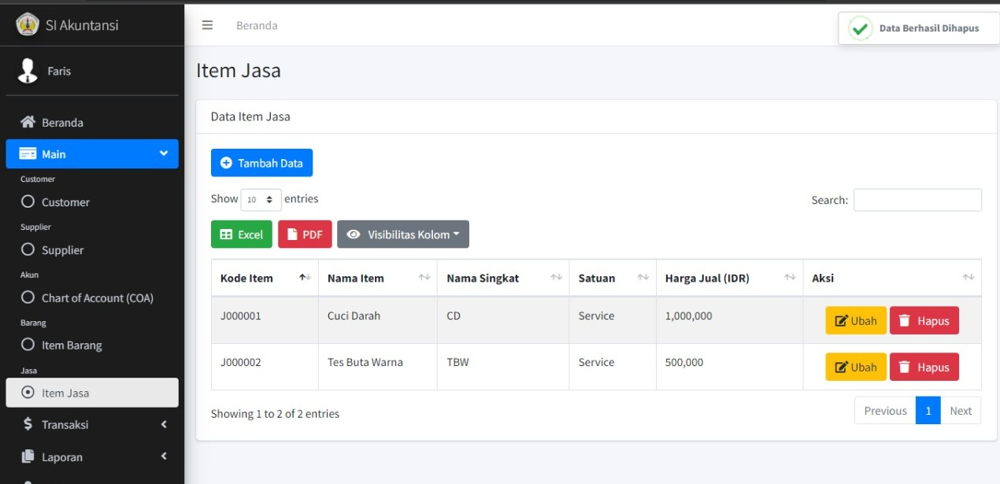 SI Akuntansi
Beranda
Data Berhasil Dihapus
Faris
Item Jasa
Beranda
Data Item Jasa
Main
Tambah Data
Customer
Customer
Show 10 entries
Search:
Supplier
Supplier
Excel
PDF
Visibilitas Kolom
Akun
Chart of Account (COA)
Kode Item Nama Item Nama Singkat Satuan Harga Jual (IDR) Aksi
Barang
Item Barang
J000001 Cuci Darah CD Service 1,000,000 Ubah Hapus
Jasa
Item Jasa
J000002 Tes Buta Warna TBW Service 500,000 Ubah Hapus
Transaksi
Showing 1 to 2 of 2 entries
Previous 1 Next
Laporan